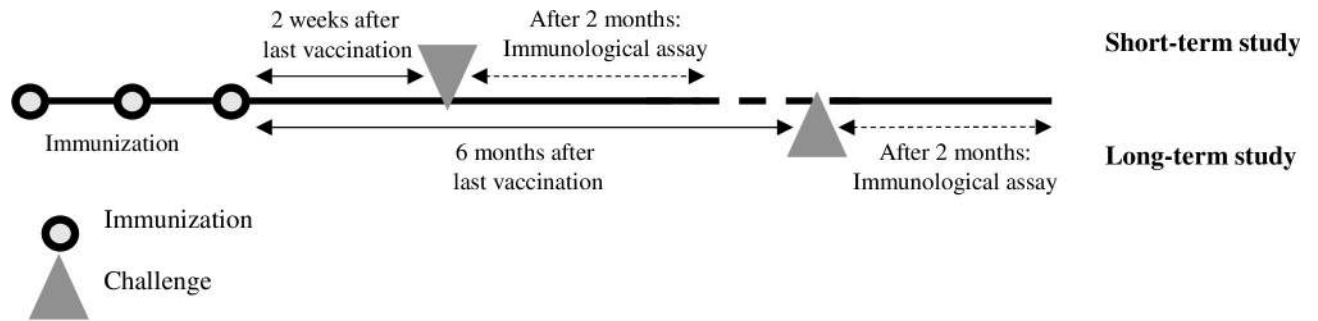 2 weeks after
last vaccination
After 2 months:
Immunological assay
Short-term study
Immunization
6 months after
last vaccination
After 2 months:
Immunological assay
Long-term study
Immunization
Challenge